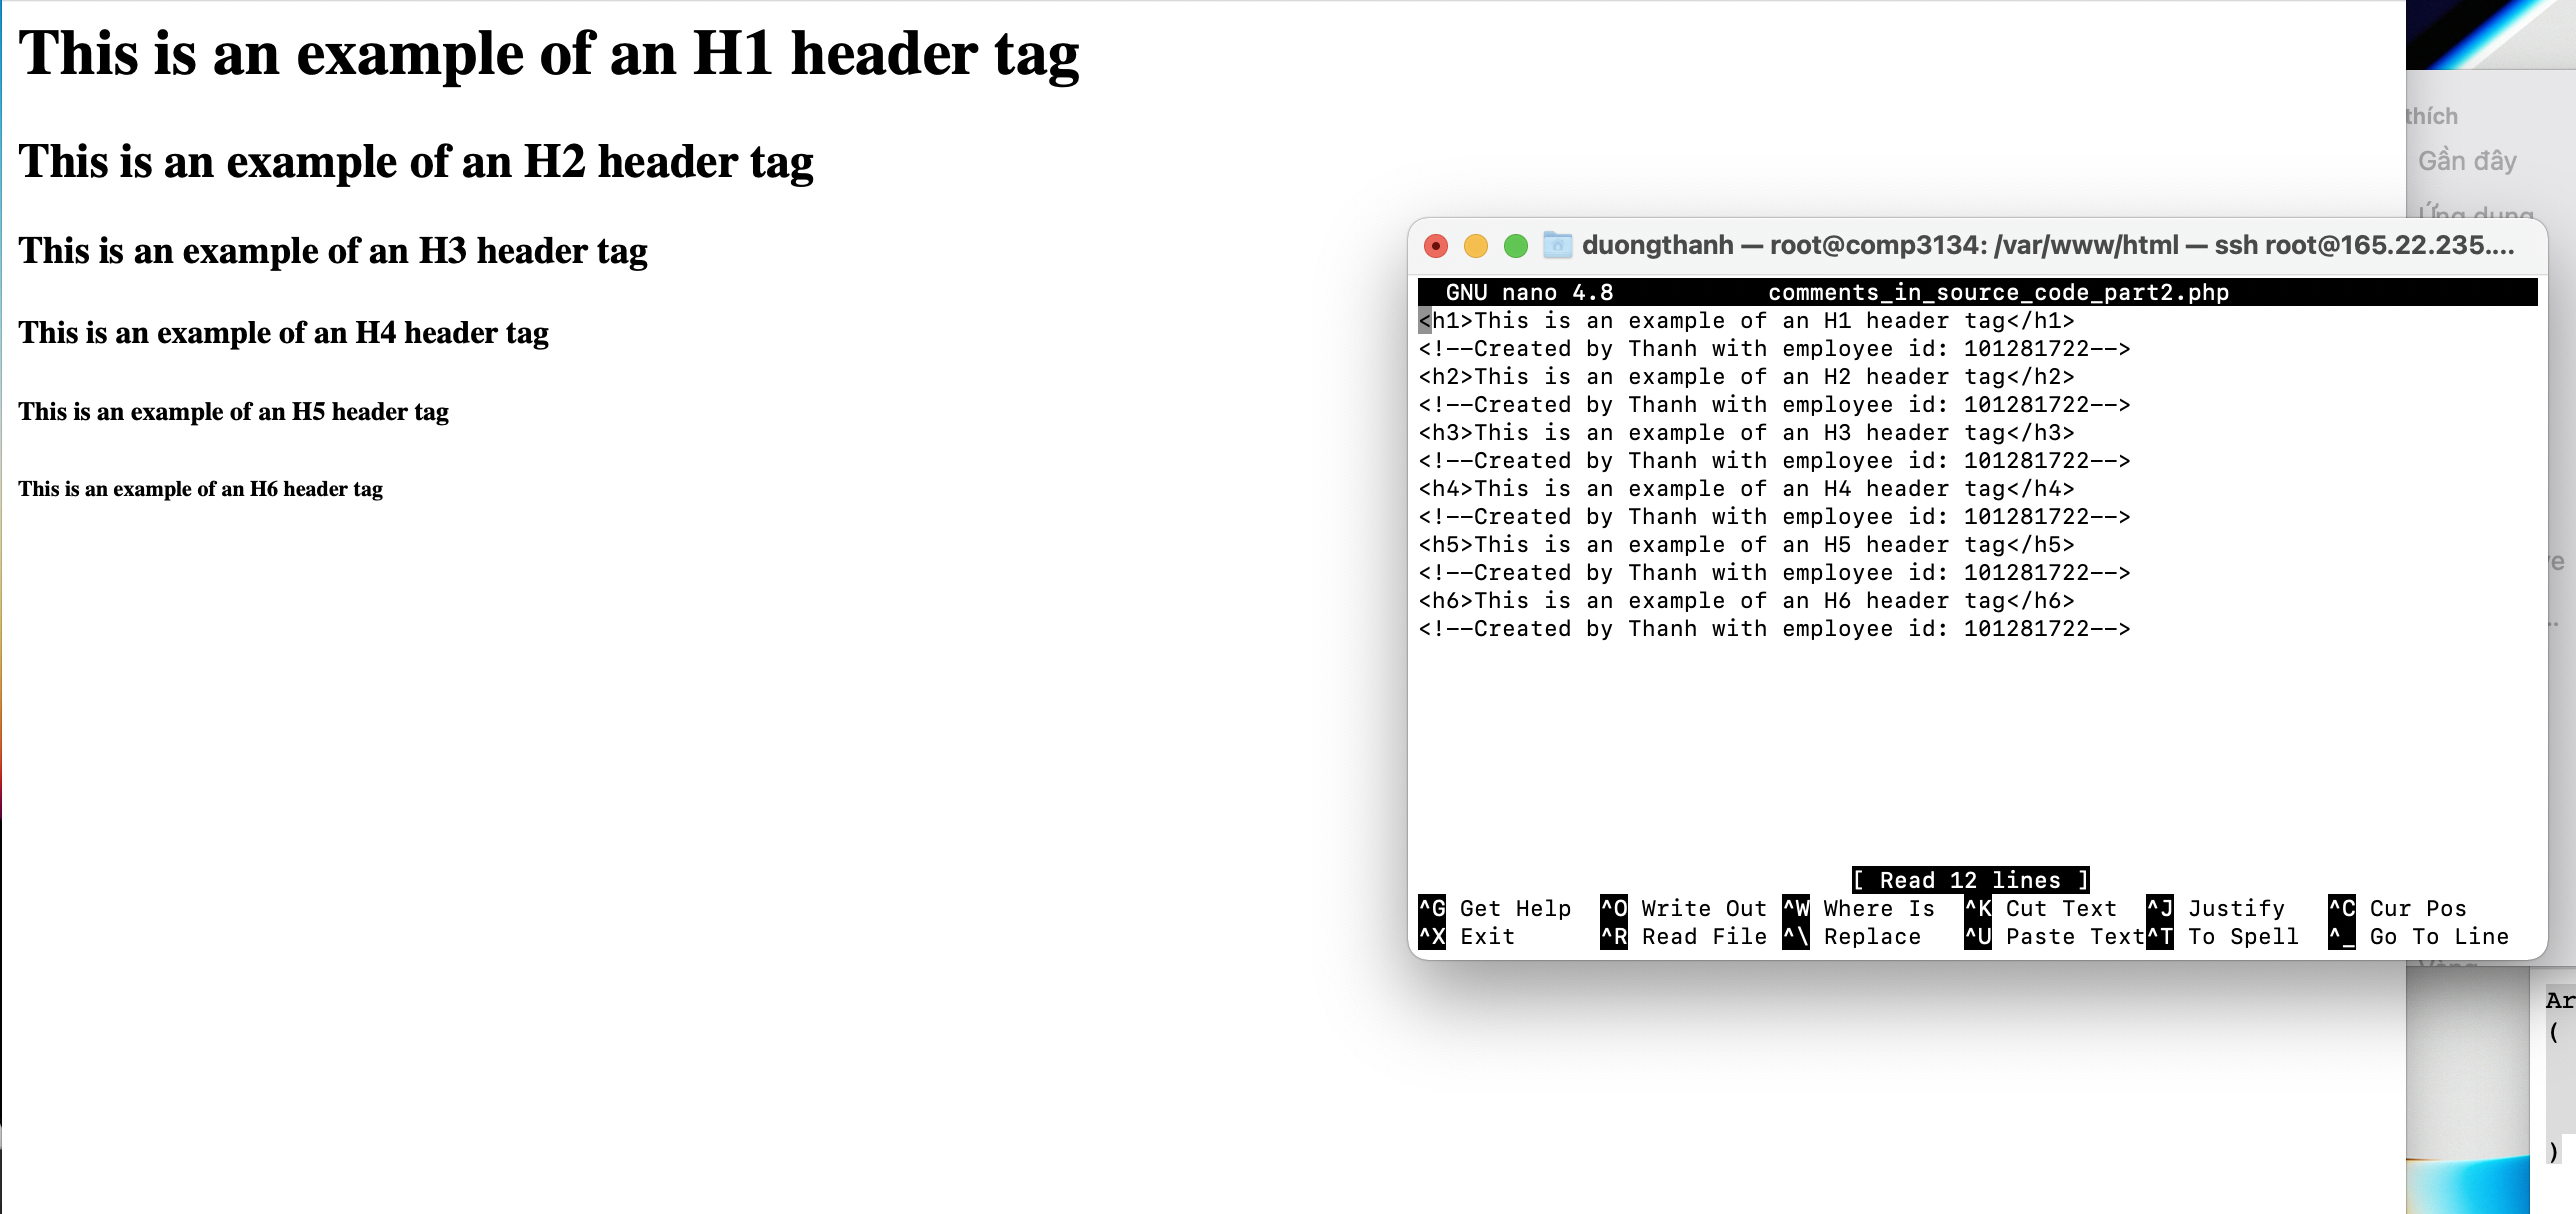 This is an example of an H1 header tag
This is an example of an H2 header tag
This is an example of an H3 header tag
This is an example of an H4 header tag
This is an example of an H5 header tag
This is an example of an H6 header tag
thích
Gần đây
Ứng dụng
duongthanh — root@comp3134: /var/www/html — ssh root@165.22.235....
GNU nano 4.8 comments_in_source_code_part2.php
<h1>This is an example of an H1 header tag</h1>
<!--Created by Thanh with employee id: 101281722-->
<h2>This is an example of an H2 header tag</h2>
<!--Created by Thanh with employee id: 101281722-->
<h3>This is an example of an H3 header tag</h3>
<!--Created by Thanh with employee id: 101281722-->
<h4>This is an example of an H4 header tag</h4>
<!--Created by Thanh with employee id: 101281722-->
<h5>This is an example of an H5 header tag</h5>
<!--Created by Thanh with employee id: 101281722-->
<h6>This is an example of an H6 header tag</h6>
<!--Created by Thanh with employee id: 101281722-->
[ Read 12 lines ]
^G Get Help ^O Write Out ^W Where Is ^K Cut Text ^J Justify ^C Cur Pos
^X Exit ^R Read File ^\ Replace ^U Paste Text ^T To Spell ^_ Go To Line
Ar
(
)